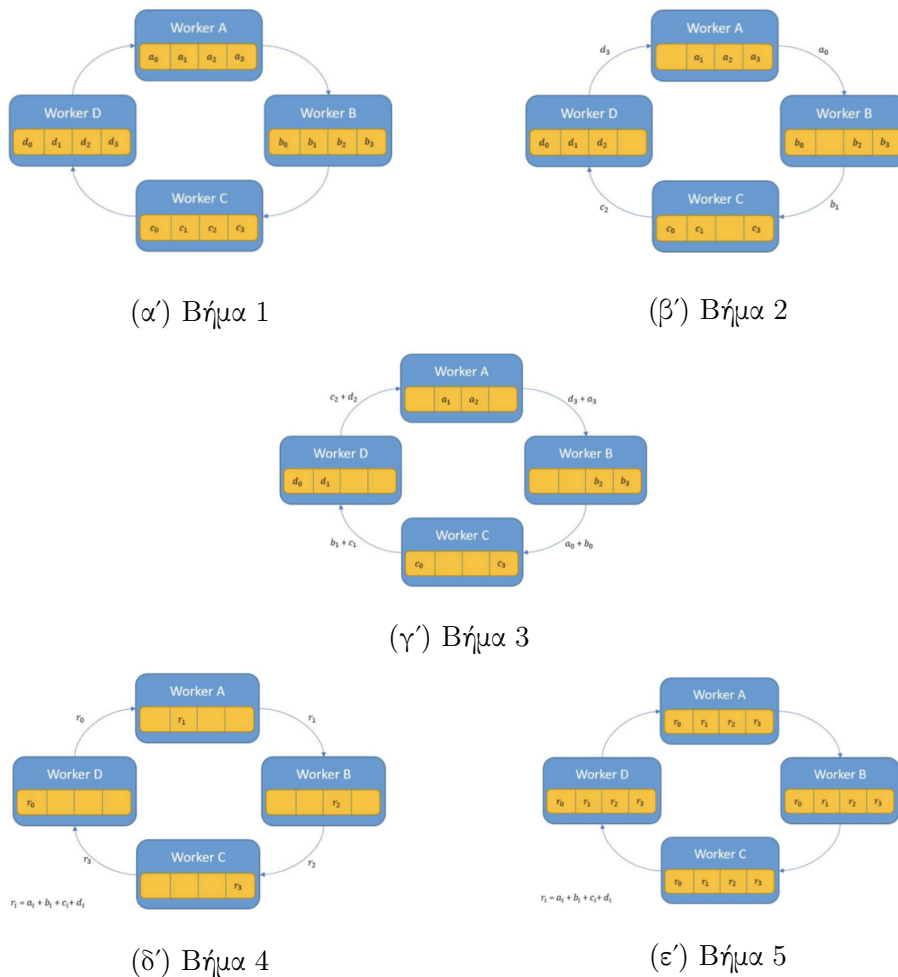 Worker A
a₀ a₁ a₂ a₃
Worker D
d₀ d₁ d₂ d₃
Worker B
b₀ b₁ b₂ b₃
Worker C
c₀ c₁ c₂ c₃
(α΄) Βήμα 1
Worker A
a₁ a₂ a₃
d₃
a₀
Worker D
d₀ d₁ d₂
Worker B
b₀ b₂ b₃
Worker C
c₀ c₁ c₃
c₂
b₁
(β΄) Βήμα 2
Worker A
a₁ a₂
c₂ + d₂
d₃ + a₃
Worker D
d₀ d₁
Worker B
b₂ b₃
Worker C
c₀ c₃
b₁ + c₁
a₀ + b₀
(γ΄) Βήμα 3
Worker A
r₁
r₀
r₁
Worker D
r₀
Worker B
r₂
Worker C
r₃
r₃
r₂
rᵢ = aᵢ + bᵢ + cᵢ + dᵢ
(δ΄) Βήμα 4
Worker A
r₀ r₁ r₂ r₃
Worker D
r₀ r₁ r₂ r₃
Worker B
r₀ r₁ r₂ r₃
Worker C
r₀ r₁ r₂ r₃
rᵢ = aᵢ + bᵢ + cᵢ + dᵢ
(ε΄) Βήμα 5